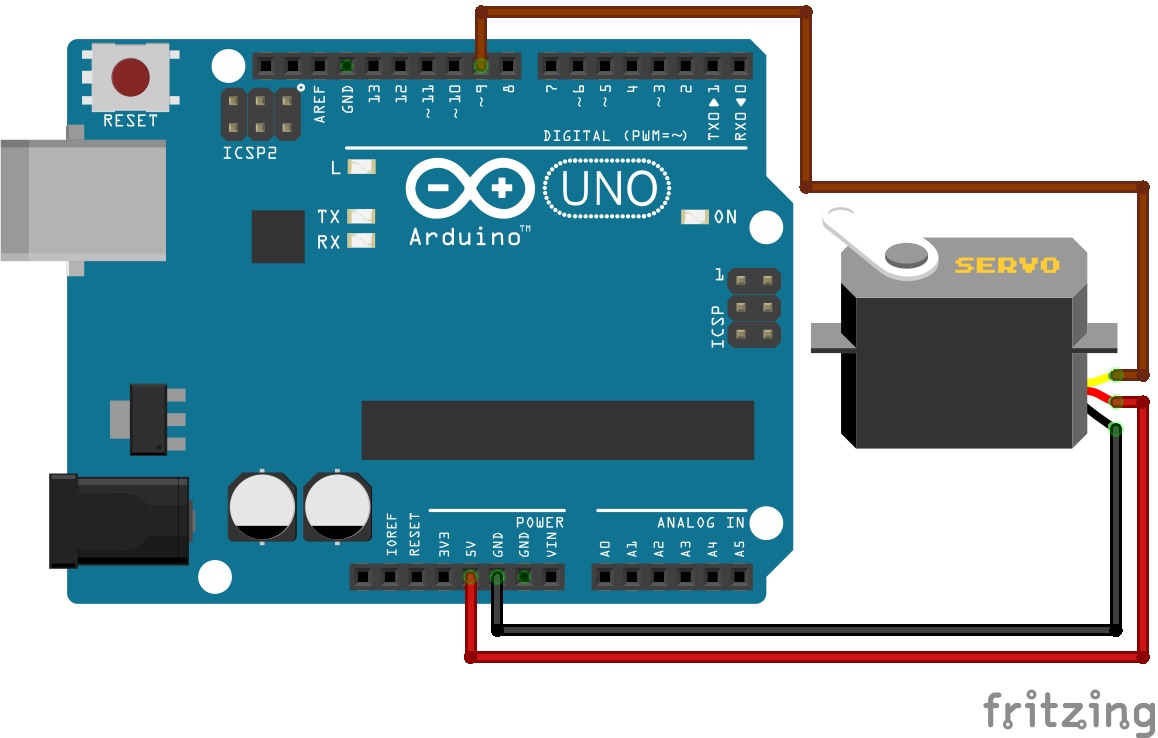 RESET
ICSP2
AREF
GND
13
12
~11
~10
~9
8
7
~6
~5
4
~3
2
TX0▶1
RX0◀0
DIGITAL (PWM=~)
L
TX
RX
UNO
Arduino™
ON
1
ICSP
SERVO
POWER
ANALOG IN
IOREF
RESET
3V3
5V
GND
GND
VIN
A0
A1
A2
A3
A4
A5
fritzing